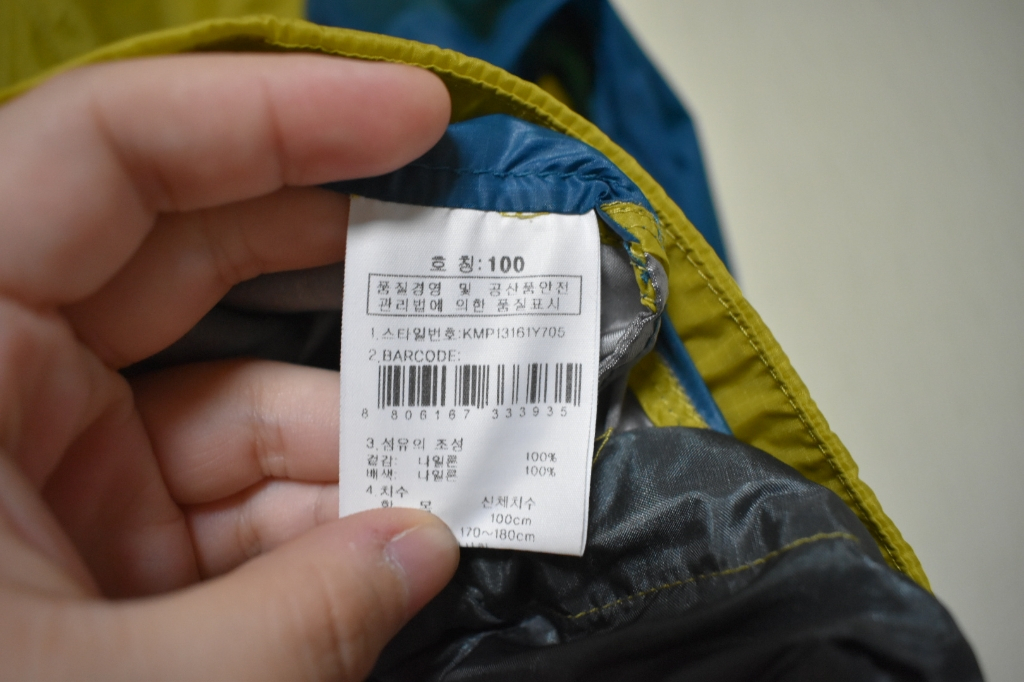 호 칭:100
품질경영 및 공산품안전
관리법에 의한 품질표시
1.스타일번호:KMP13161Y705
2.BARCODE:
8 806167 333935
3.섬유의 조성
겉감: 나일론 100%
배색: 나일론 100%
4.치수
항 목 신체치수
100cm
170~180cm